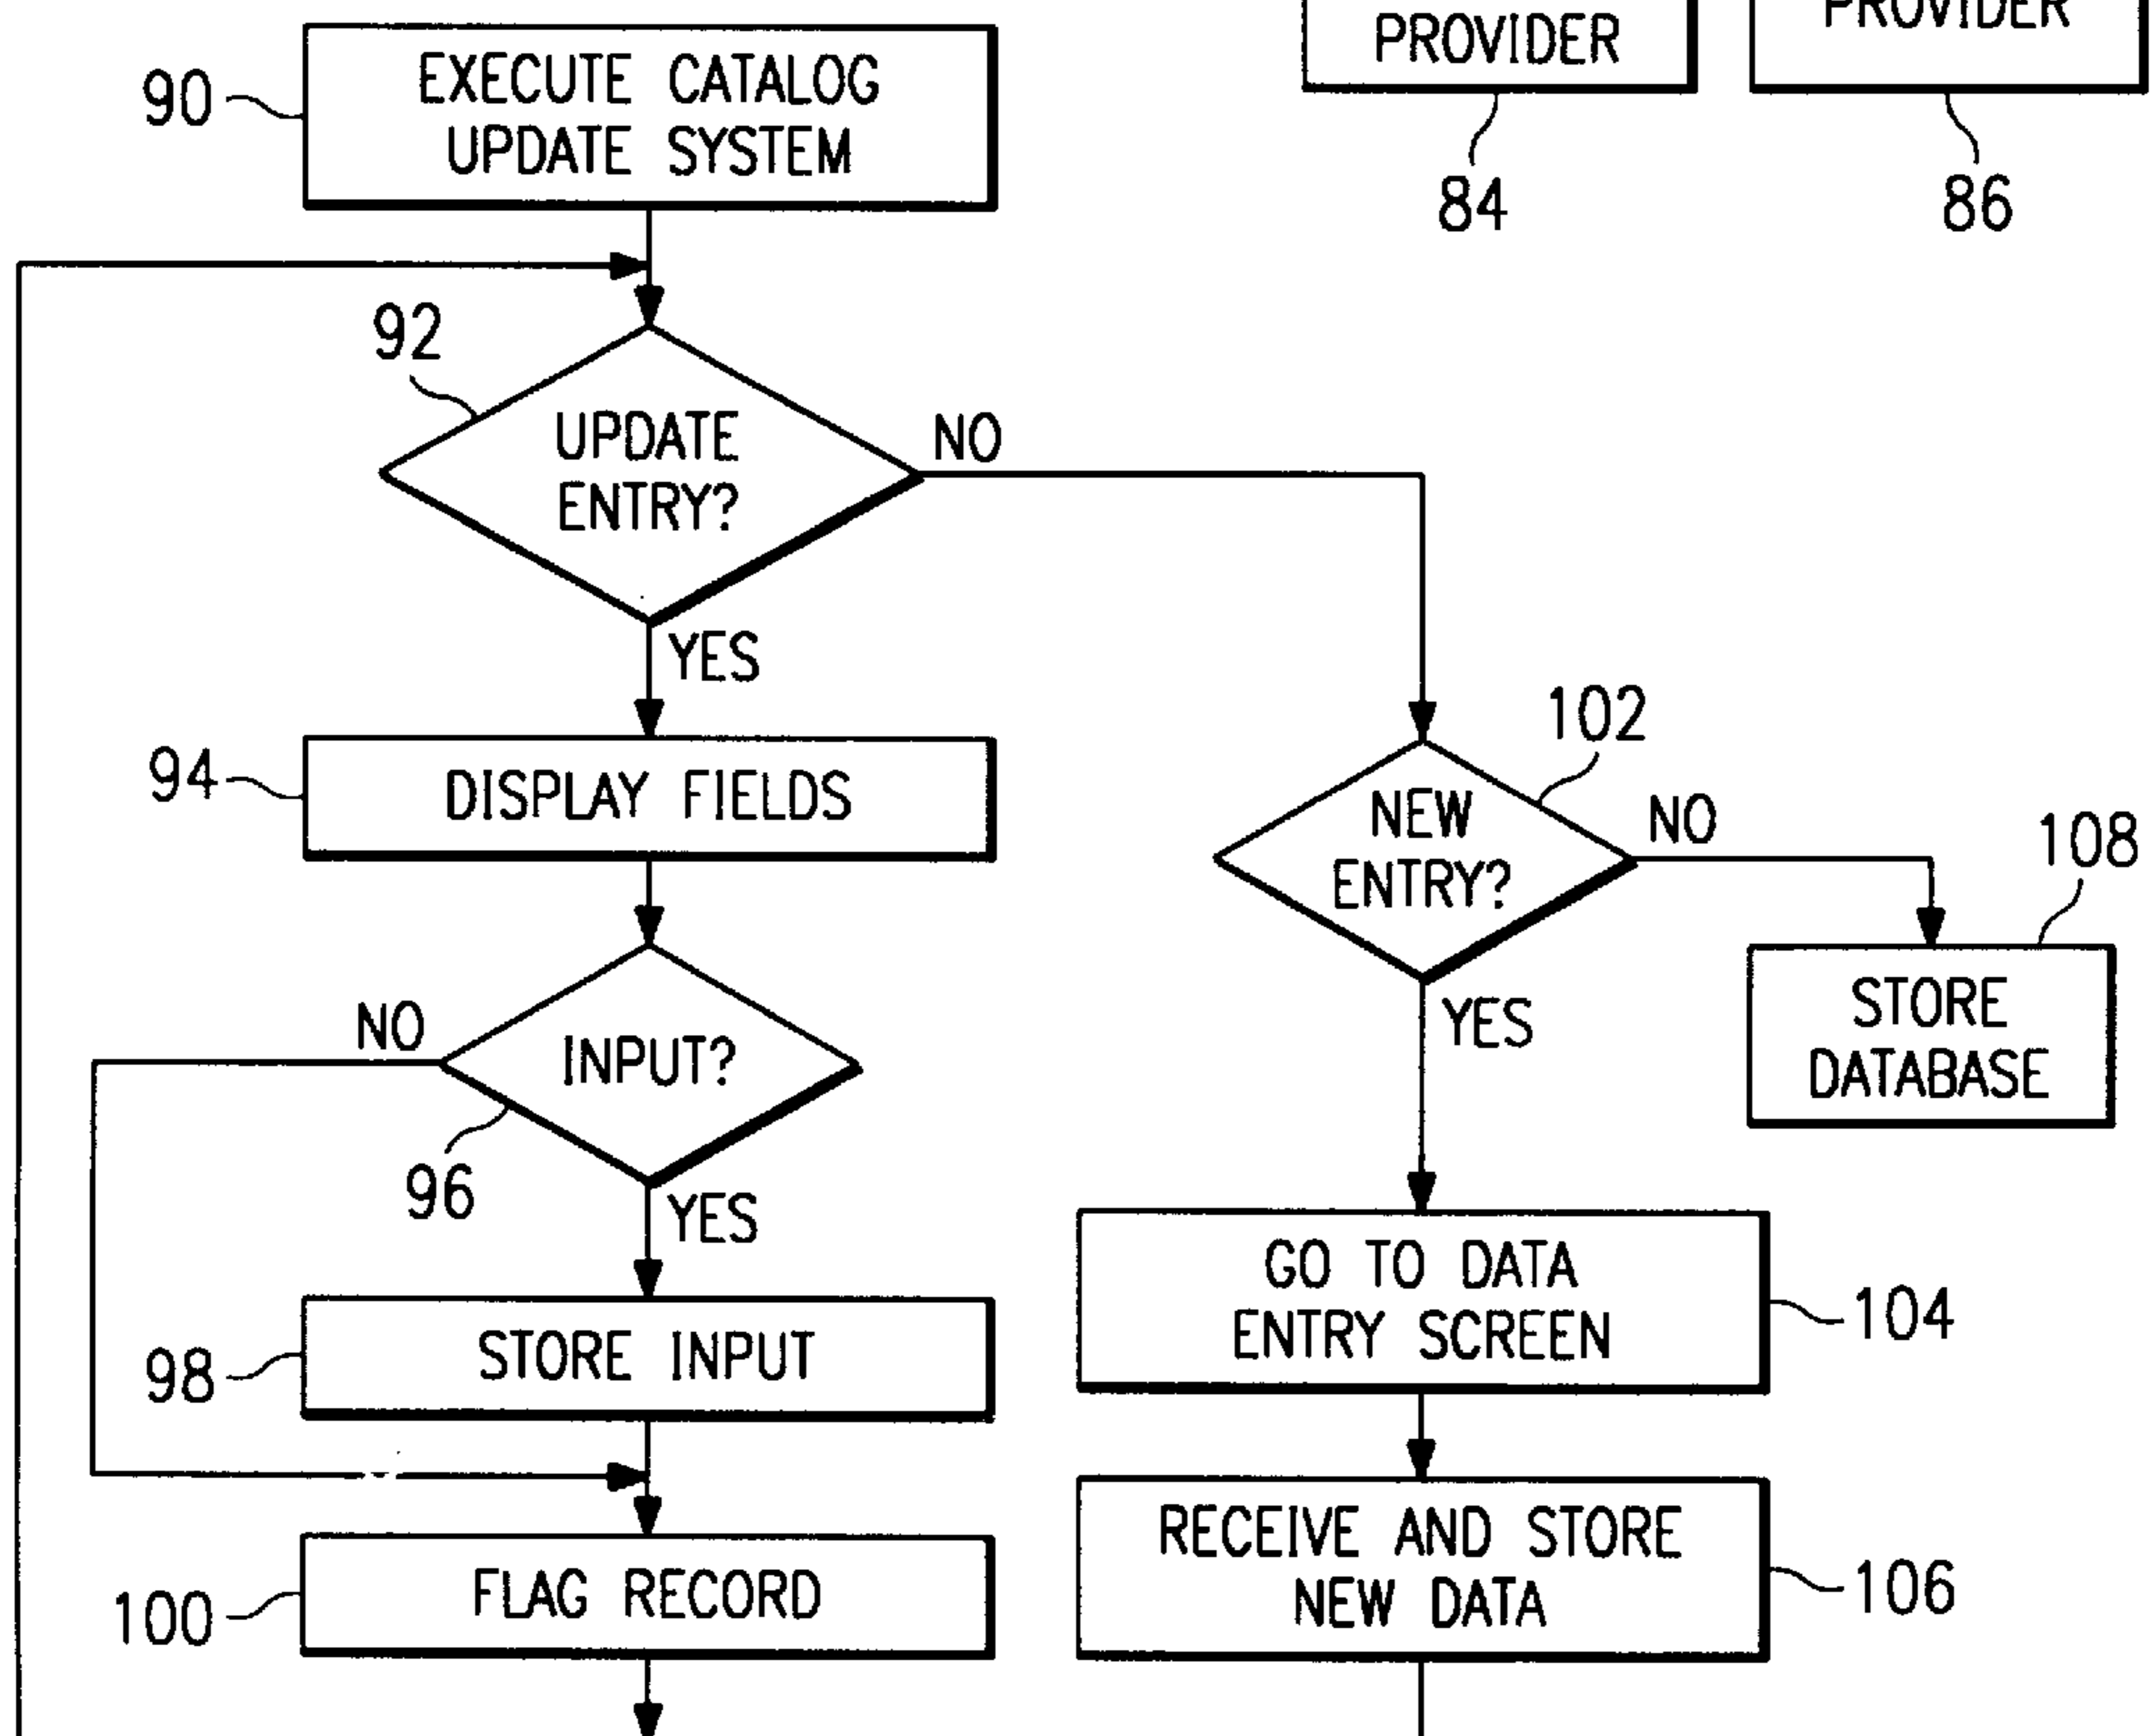 PROVIDER
PROVIDER
84
86
90
EXECUTE CATALOG
UPDATE SYSTEM
92
UPDATE
ENTRY?
NO
YES
94
DISPLAY FIELDS
102
NEW
ENTRY?
NO
YES
108
STORE
DATABASE
NO
INPUT?
96
YES
98
STORE INPUT
GO TO DATA
ENTRY SCREEN
104
100
FLAG RECORD
RECEIVE AND STORE
NEW DATA
106